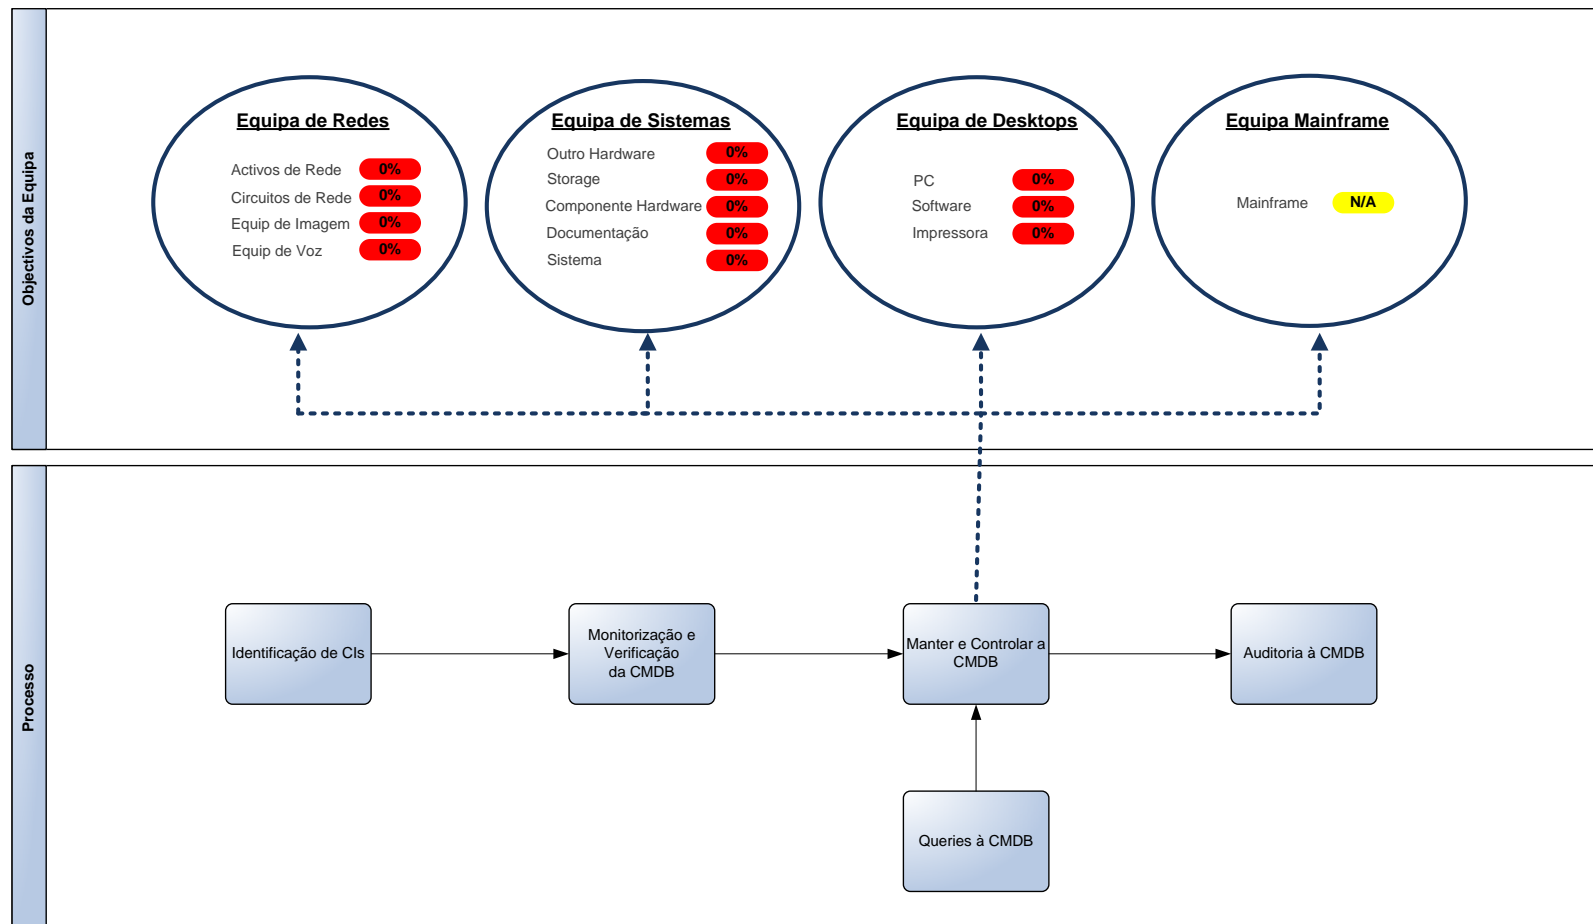 Objectivos da Equipa
Equipa de Redes
Activos de Rede 0%
Circuitos de Rede 0%
Equip de Imagem 0%
Equip de Voz 0%
Equipa de Sistemas
Outro Hardware 0%
Storage 0%
Componente Hardware 0%
Documentação 0%
Sistema 0%
Equipa de Desktops
PC 0%
Software 0%
Impressora 0%
Equipa Mainframe
Mainframe N/A
Processo
Identificação de CIs
Monitorização e
Verificação
da CMDB
Manter e Controlar a
CMDB
Auditoria à CMDB
Queries à CMDB